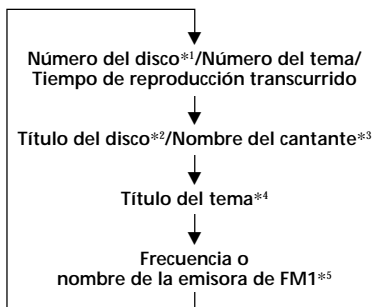 Número del disco*1/Número del tema/
Tiempo de reproducción transcurrido
Título del disco*2/Nombre del cantante*3
Título del tema*4
Frecuencia o
nombre de la emisora de FM1*5